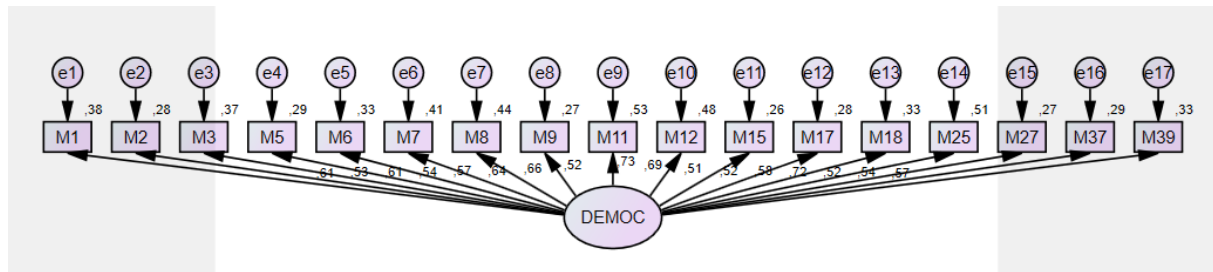 e1 e2 e3 e4 e5 e6 e7 e8 e9 e10 e11 e12 e13 e14 e15 e16 e17
,38 ,28 ,37 ,29 ,33 ,41 ,44 ,27 ,53 ,48 ,26 ,28 ,33 ,51 ,27 ,29 ,33
M1 M2 M3 M5 M6 M7 M8 M9 M11 M12 M15 M17 M18 M25 M27 M37 M39
,61 ,53 ,61 ,54 ,57 ,64 ,66 ,52 ,73 ,69 ,51 ,52 ,58 ,72 ,52 ,54 ,57
DEMOC